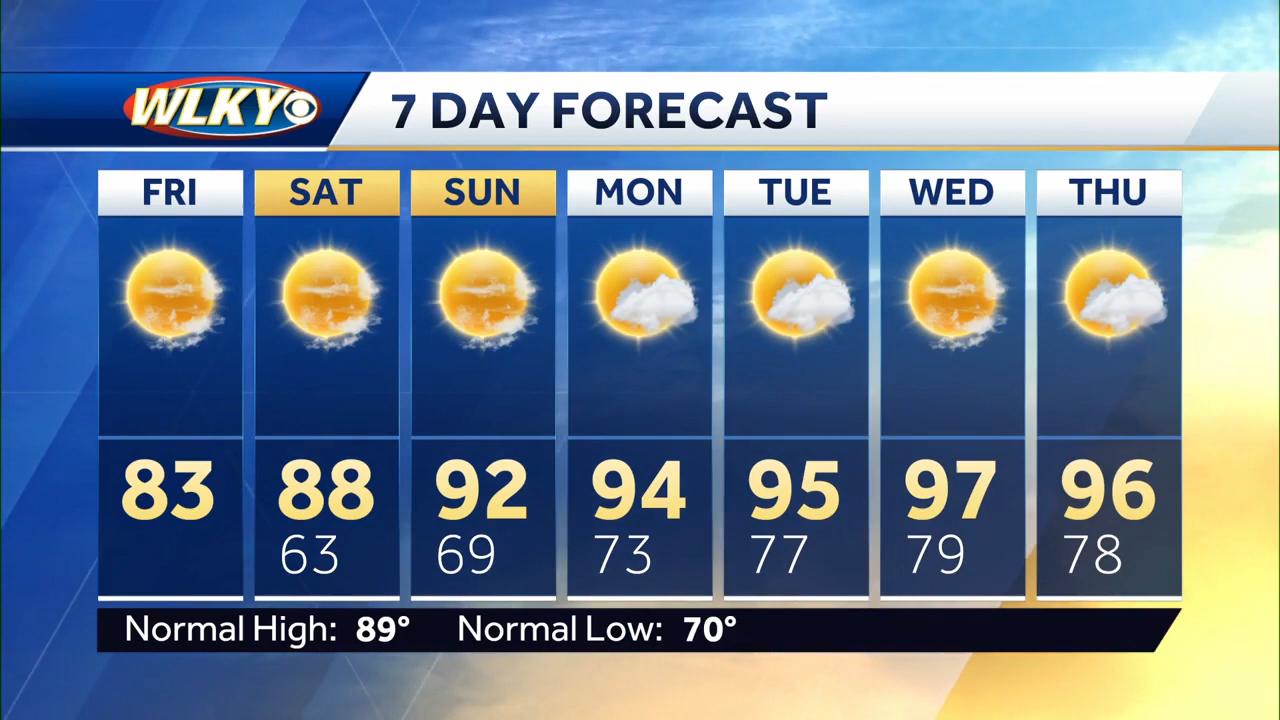 WLKY
7 DAY FORECAST
FRI SAT SUN MON TUE WED THU
83 88 92 94 95 97 96
63 69 73 77 79 78
Normal High: 89° Normal Low: 70°